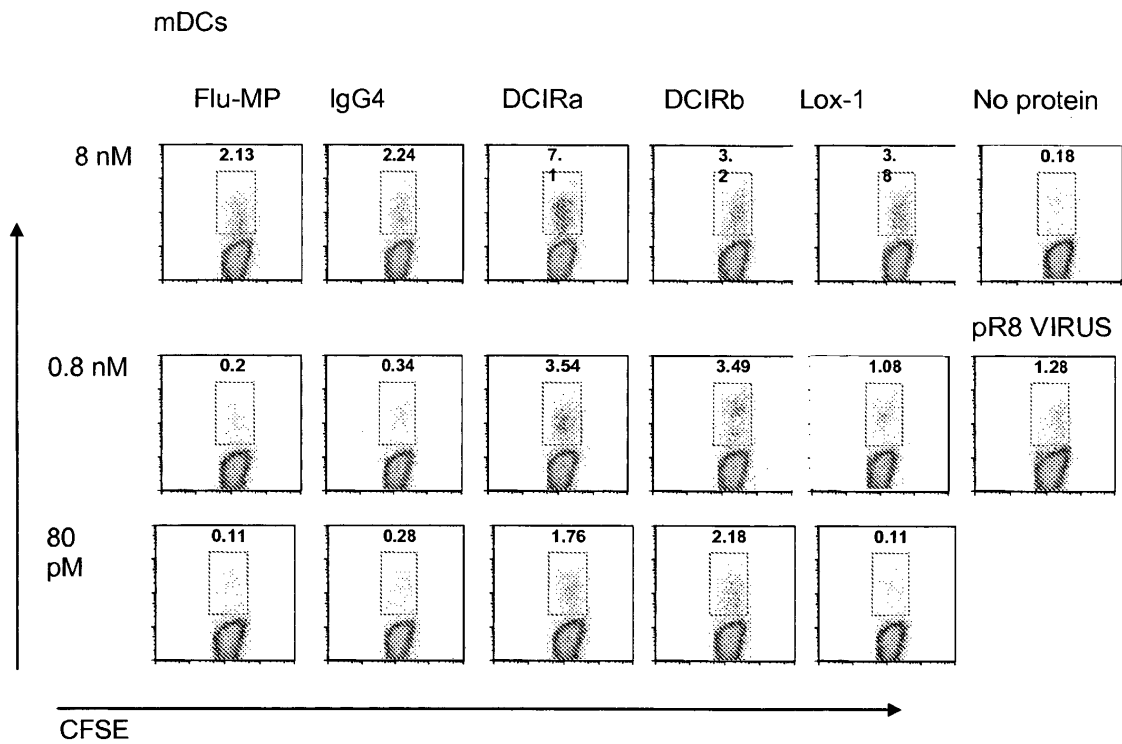 mDCs
Flu-MP IgG4 DCIRa DCIRb Lox-1 No protein
8 nM
2.13 2.24 7.1 3.2 3.8 0.18
pR8 VIRUS
0.8 nM
0.2 0.34 3.54 3.49 1.08 1.28
80
pM
0.11 0.28 1.76 2.18 0.11
CFSE